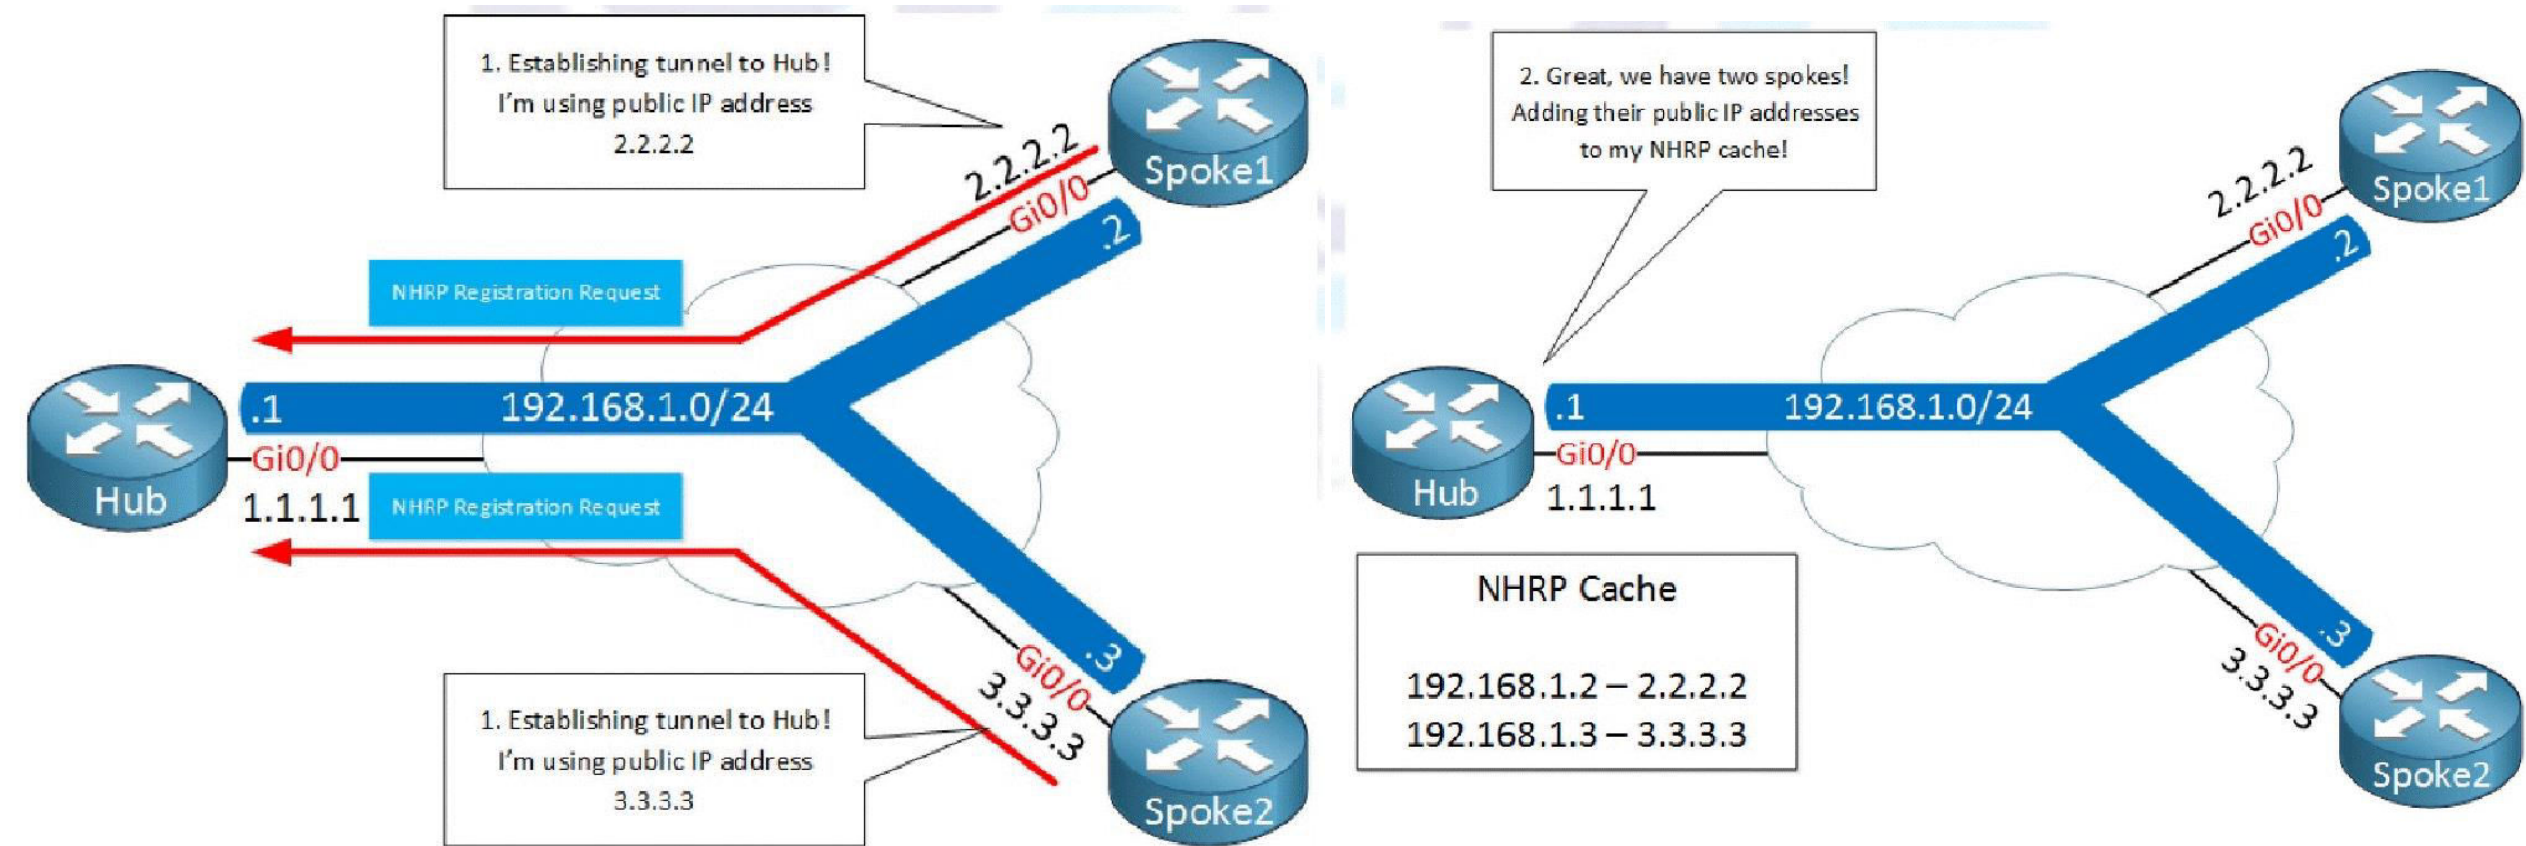 1. Establishing tunnel to Hub!
I'm using public IP address
2.2.2.2
2.2.2.2
Gi0/0
Spoke1
.2
NHRP Registration Request
.1
192.168.1.0/24
Gi0/0
Hub
1.1.1.1
NHRP Registration Request
.3
Gi0/0
3.3.3.3
Spoke2
1. Establishing tunnel to Hub!
I'm using public IP address
3.3.3.3
2. Great, we have two spokes!
Adding their public IP addresses
to my NHRP cache!
2.2.2.2
Gi0/0
Spoke1
.2
.1
192.168.1.0/24
Gi0/0
Hub
1.1.1.1
.3
Gi0/0
3.3.3.3
Spoke2
NHRP Cache
192.168.1.2 – 2.2.2.2
192.168.1.3 – 3.3.3.3